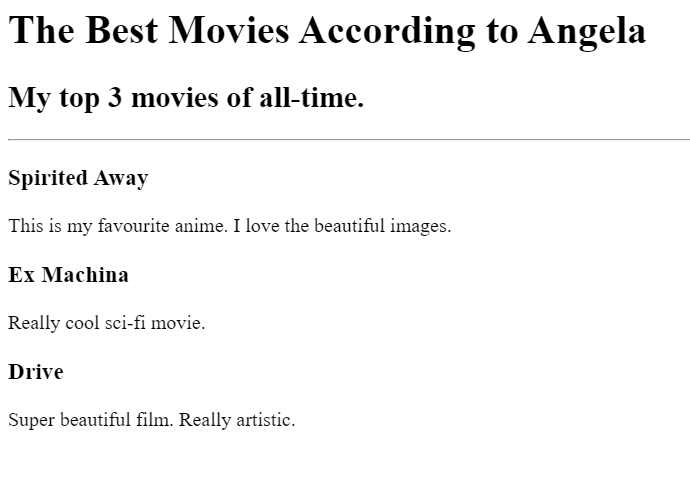 The Best Movies According to Angela
My top 3 movies of all-time.
Spirited Away
This is my favourite anime. I love the beautiful images.
Ex Machina
Really cool sci-fi movie.
Drive
Super beautiful film. Really artistic.